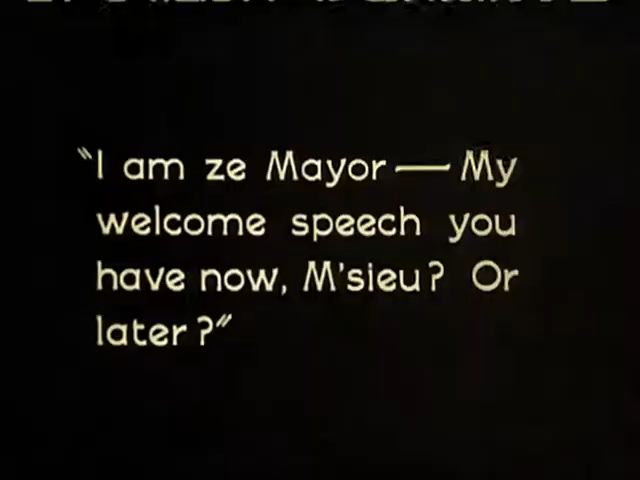 "I am ze Mayor — My
welcome speech you
have now, M'sieu? Or
later?"